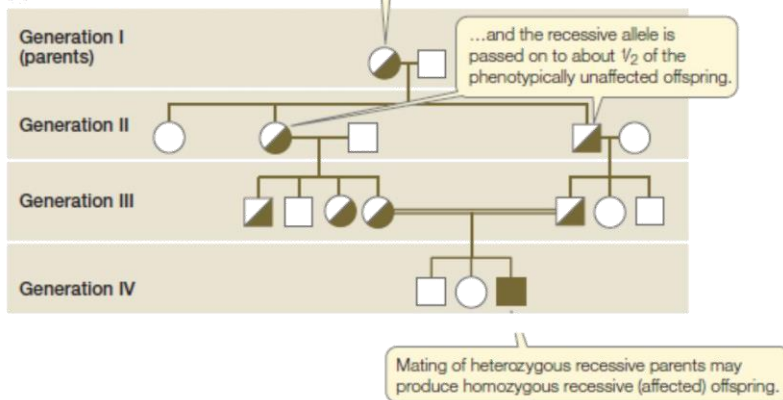 Generation I
(parents)
...and the recessive allele is
passed on to about 1/2 of the
phenotypically unaffected offspring.
Generation II
Generation III
Generation IV
Mating of heterozygous recessive parents may
produce homozygous recessive (affected) offspring.